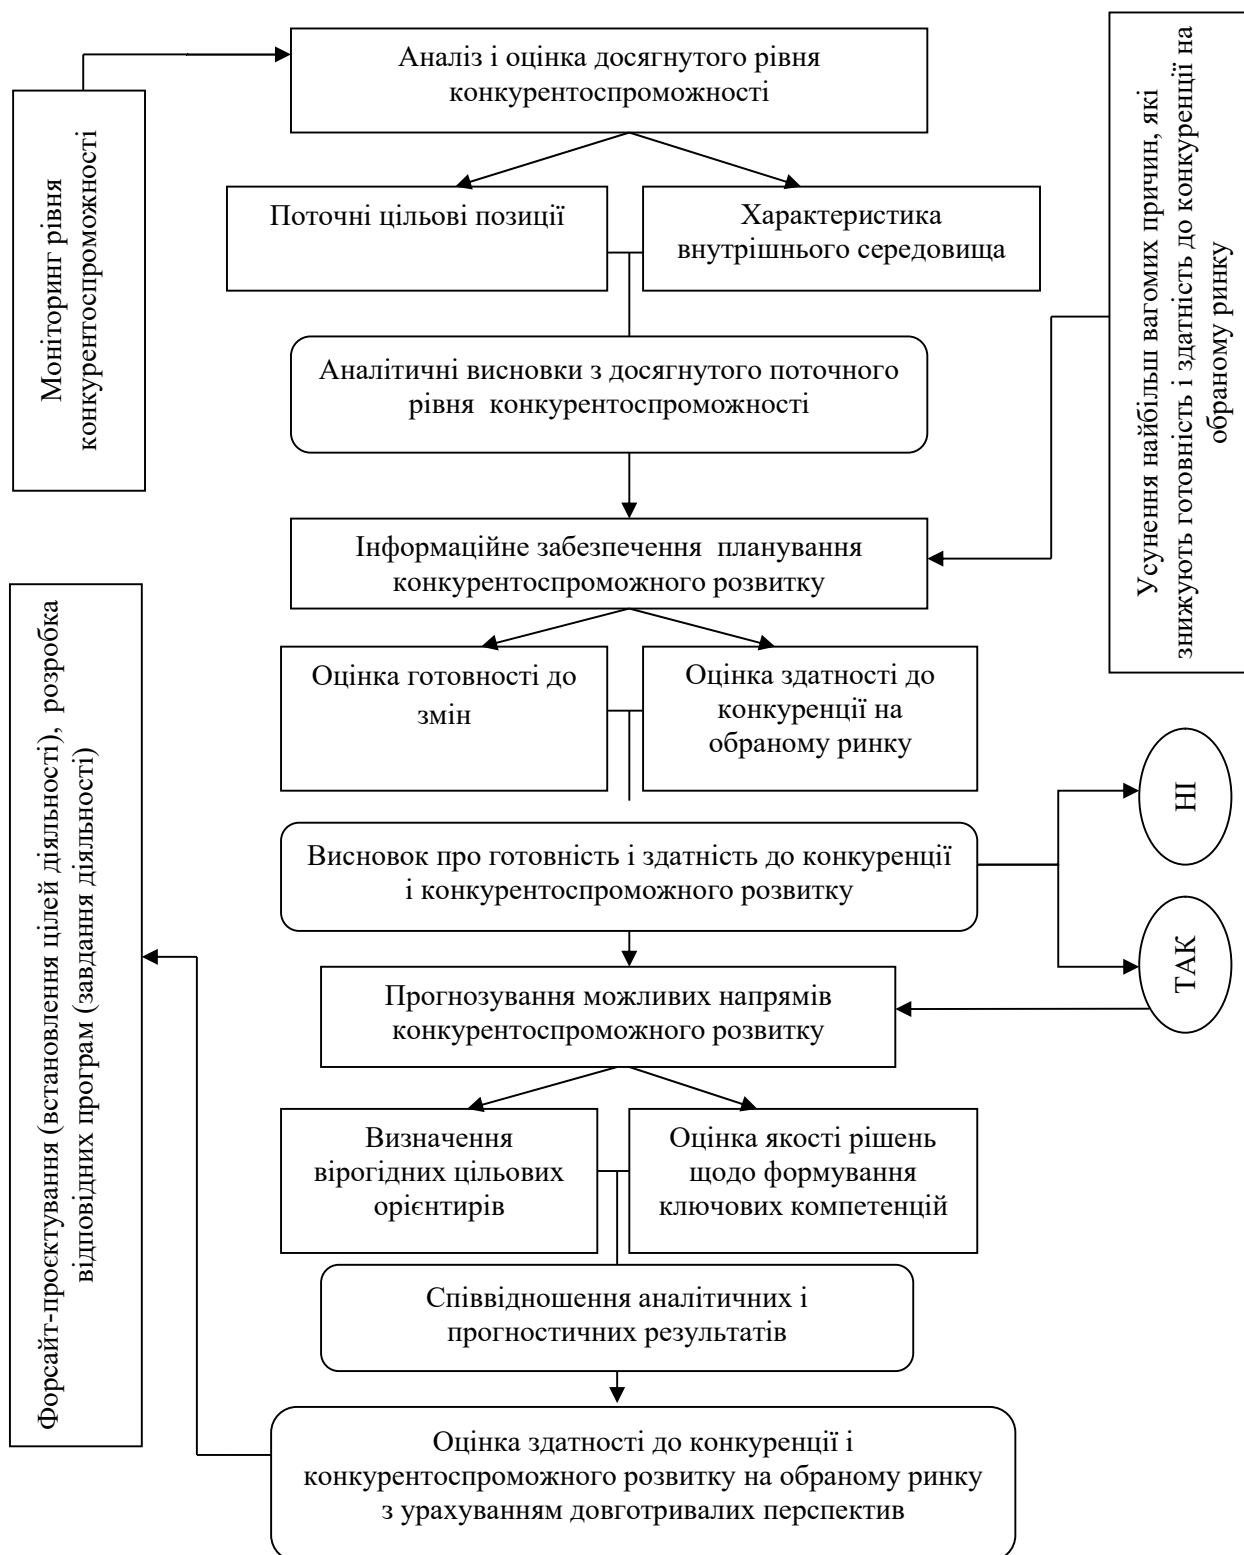 Аналіз і оцінка досягнутого рівня
конкурентоспроможності
Моніторинг рівня
конкурентоспроможності
Усунення найбільш вагомих причин, які
знижують готовність і здатність до конкуренції на
обраному ринку
Поточні цільові позиції
Характеристика
внутрішнього середовища
Аналітичні висновки з досягнутого поточного
рівня конкурентоспроможності
Інформаційне забезпечення планування
конкурентоспроможного розвитку
Оцінка готовності до
змін
Оцінка здатності до
конкуренції на
обраному ринку
НІ
Висновок про готовність і здатність до конкуренції
і конкурентоспроможного розвитку
ТАК
Прогнозування можливих напрямів
конкурентоспроможного розвитку
Форсайт-проєктування (встановлення цілей діяльності), розробка
відповідних програм (завдання діяльності)
Визначення
вірогідних цільових
орієнтирів
Оцінка якості рішень
щодо формування
ключових компетенцій
Співвідношення аналітичних і
прогностичних результатів
Оцінка здатності до конкуренції і
конкурентоспроможного розвитку на обраному ринку
з урахуванням довготривалих перспектив